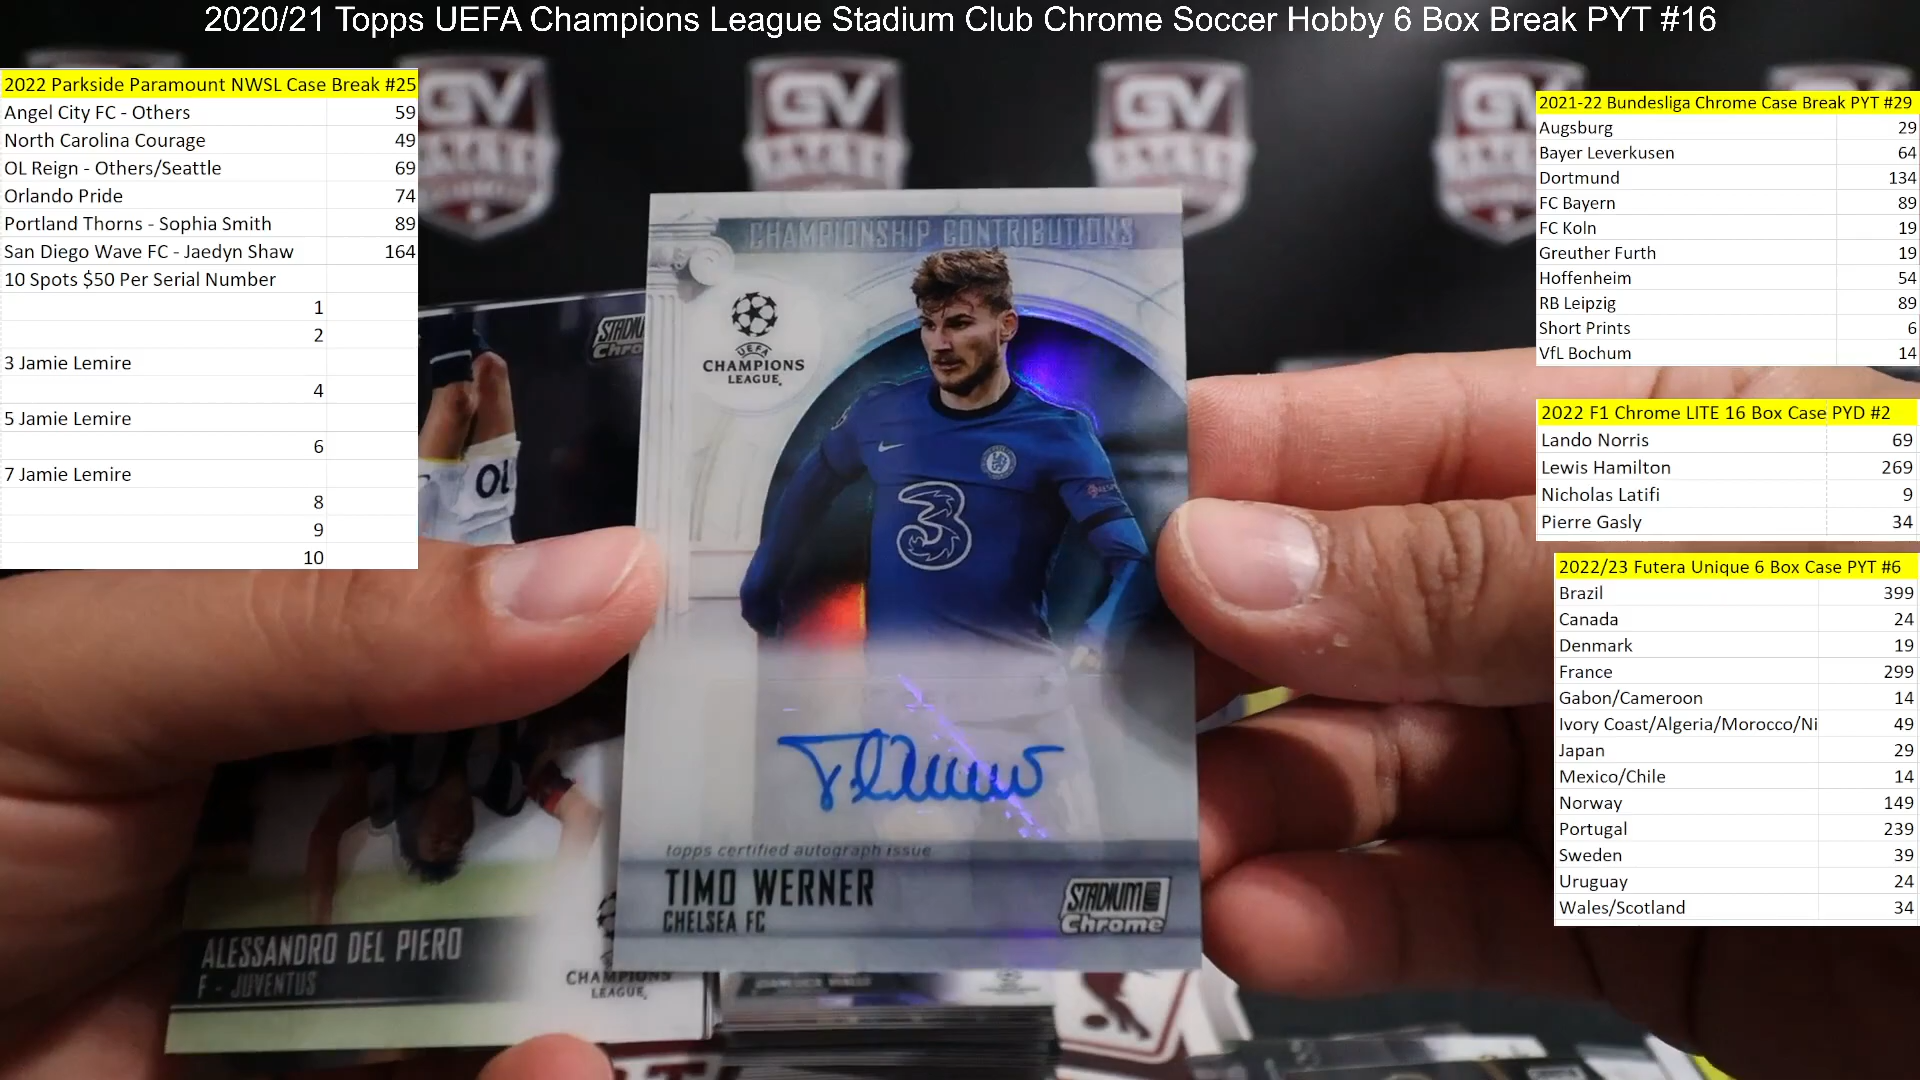 2020/21 Topps UEFA Champions League Stadium Club Chrome Soccer Hobby 6 Box Break PYT #16
2022 Parkside Paramount NWSL Case Break #25
Angel City FC - Others 59
North Carolina Courage 49
OL Reign - Others/Seattle 69
Orlando Pride 74
Portland Thorns - Sophia Smith 89
San Diego Wave FC - Jaedyn Shaw 164
10 Spots $50 Per Serial Number
1
2
3 Jamie Lemire
4
5 Jamie Lemire
6
7 Jamie Lemire
8
9
10
GV
GV
GV
GV
CHAMPIONSHIP CONTRIBUTIONS
UEFA
CHAMPIONS
LEAGUE
3
topps certified autograph issue
TIMO WERNER
CHELSEA FC
STADIUM
Chrome
ALESSANDRO DEL PIERO
F - JUVENTUS
CHAMPIONS
LEAGUE
2021-22 Bundesliga Chrome Case Break PYT #29
Augsburg 29
Bayer Leverkusen 64
Dortmund 134
FC Bayern 89
FC Koln 19
Greuther Furth 19
Hoffenheim 54
RB Leipzig 89
Short Prints 6
VfL Bochum 14
2022 F1 Chrome LITE 16 Box Case PYD #2
Lando Norris 69
Lewis Hamilton 269
Nicholas Latifi 9
Pierre Gasly 34
2022/23 Futera Unique 6 Box Case PYT #6
Brazil 399
Canada 24
Denmark 19
France 299
Gabon/Cameroon 14
Ivory Coast/Algeria/Morocco/Ni 49
Japan 29
Mexico/Chile 14
Norway 149
Portugal 239
Sweden 39
Uruguay 24
Wales/Scotland 34